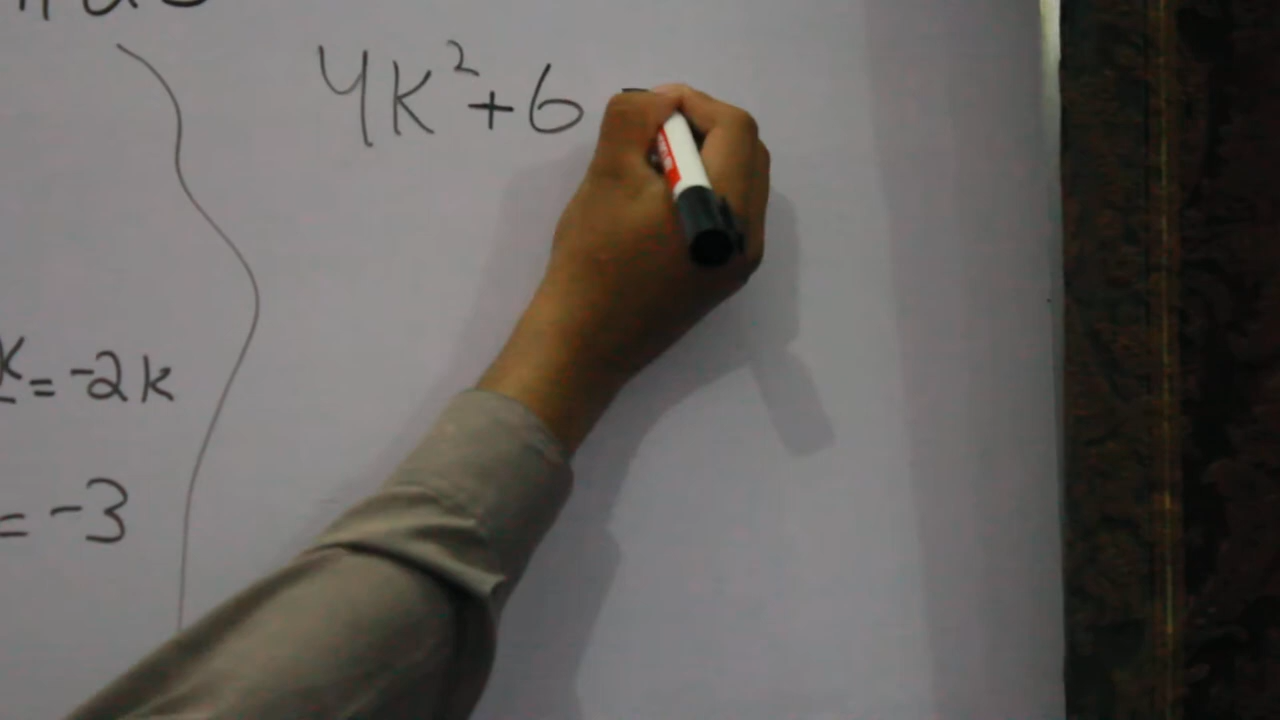 4k²+6
= -2k
= -3